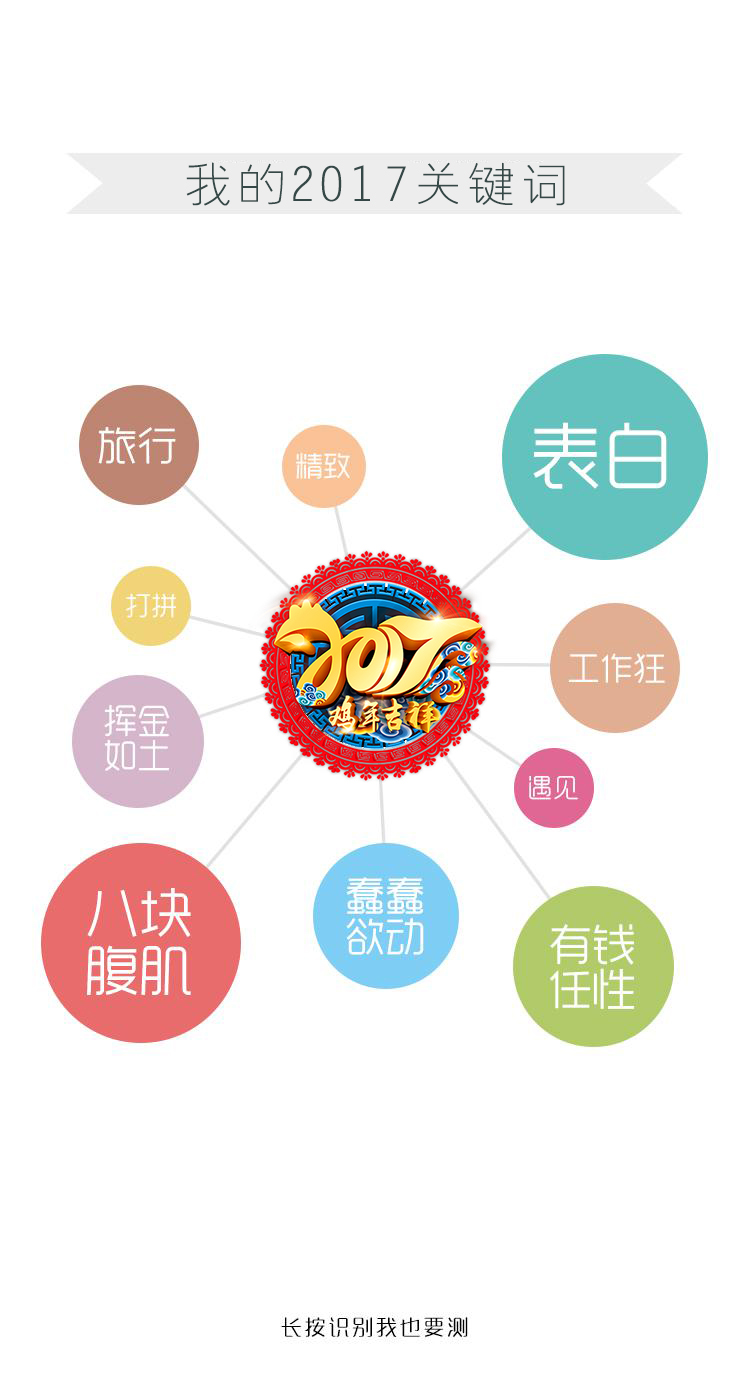 我的2017关键词
旅行
精致
表白
打拼
2017
鸡年吉祥
工作狂
挥金
如土
遇见
八块
腹肌
蠢蠢
欲动
有钱
任性
长按识别我也要测